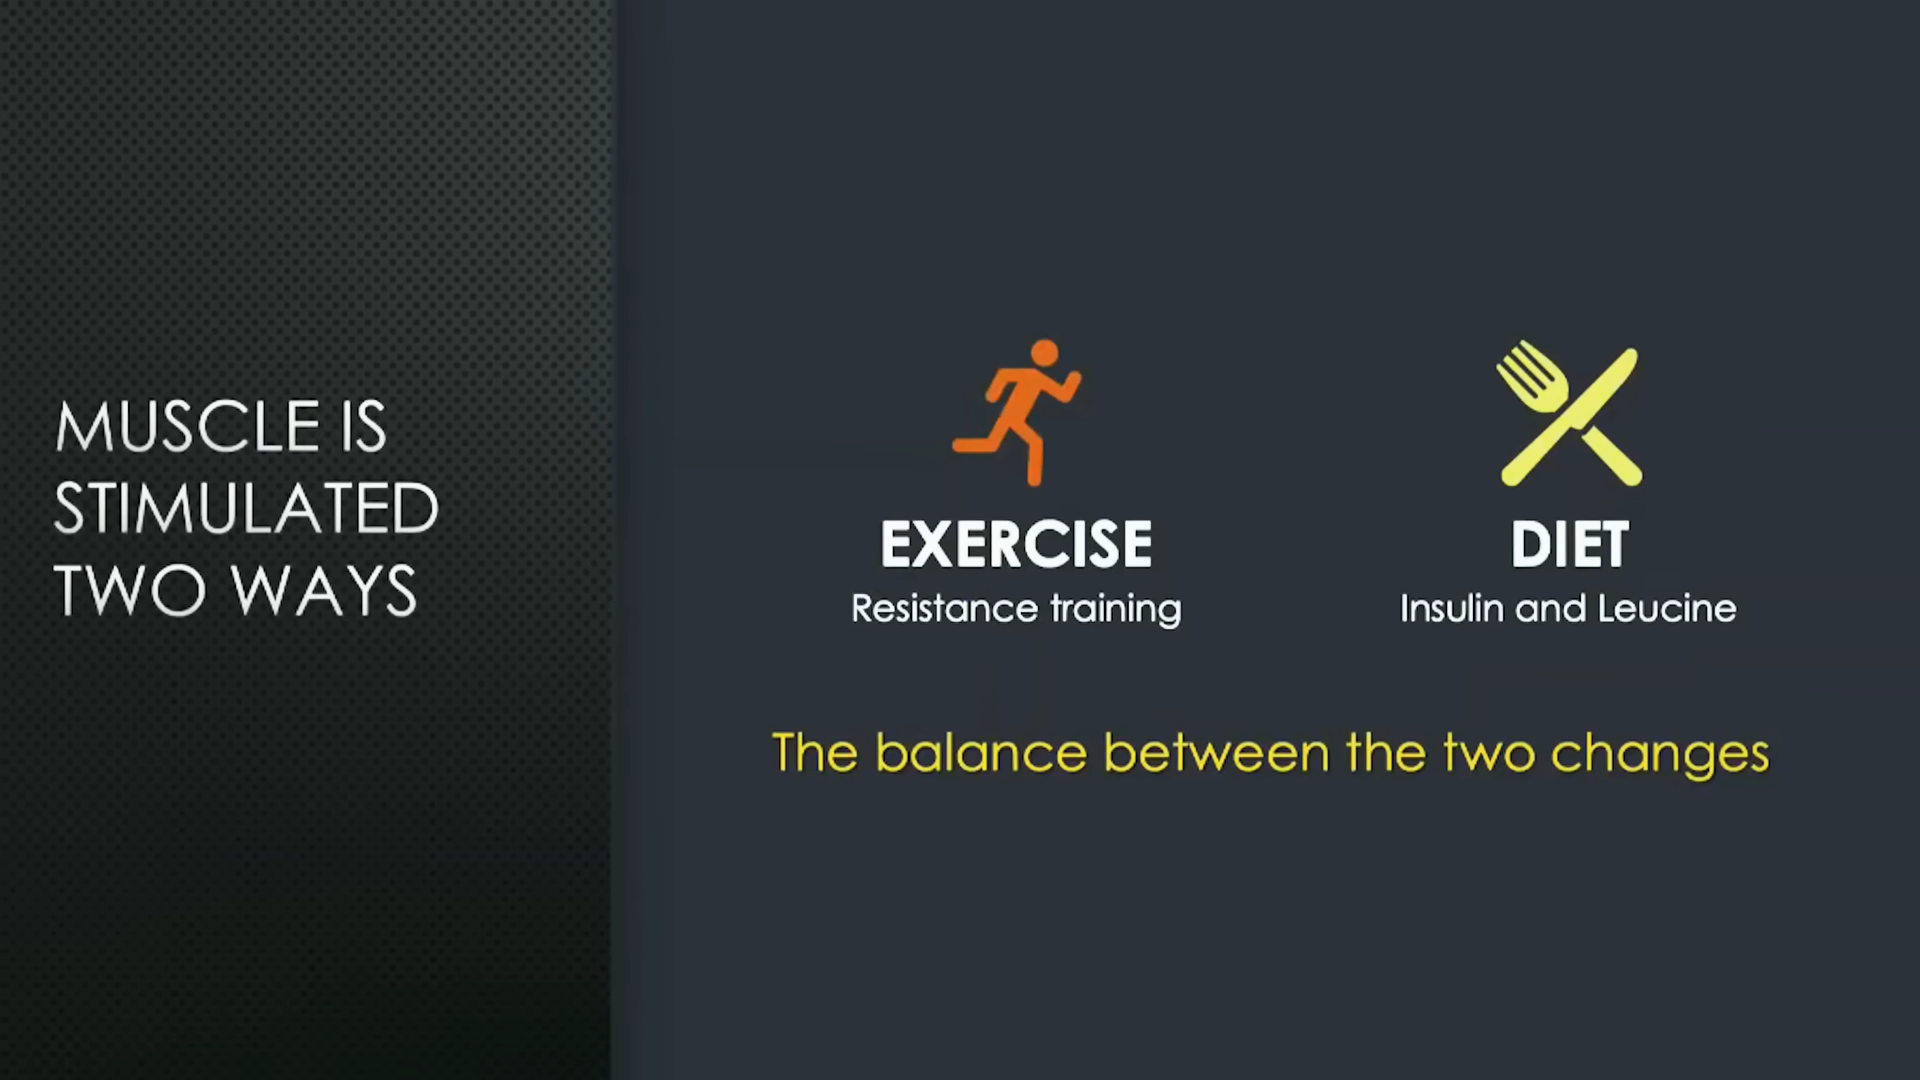 MUSCLE IS
STIMULATED
TWO WAYS
EXERCISE
Resistance training
DIET
Insulin and Leucine
The balance between the two changes